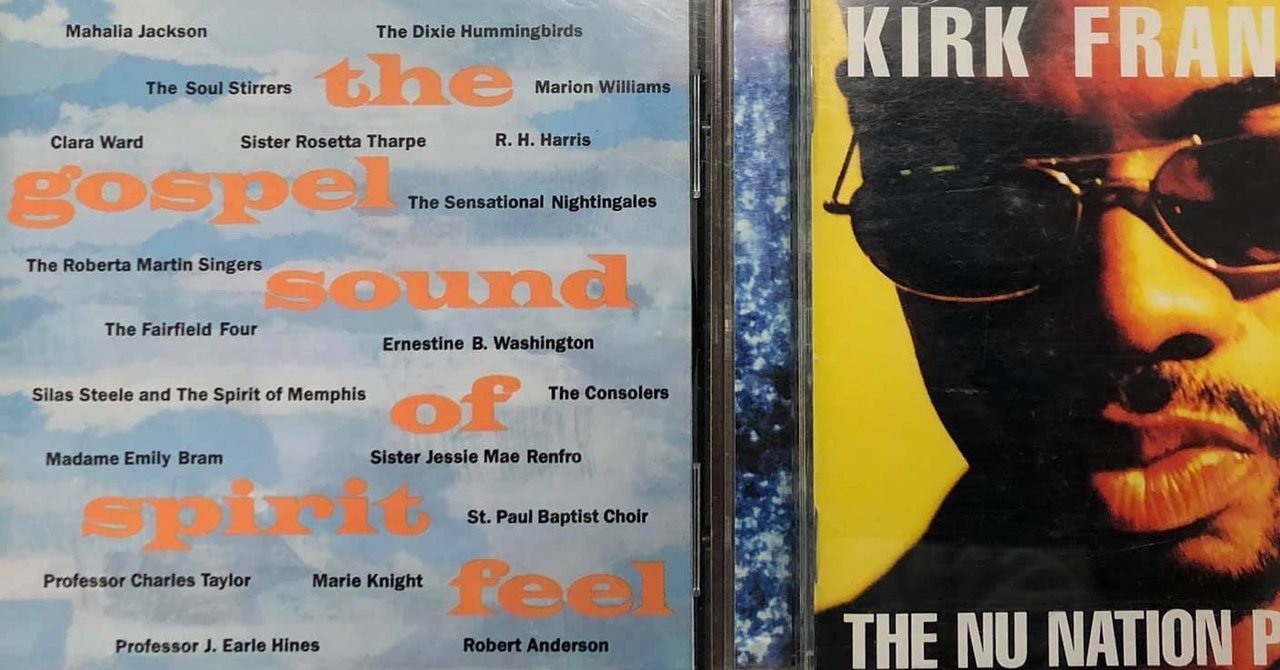 Mahalia Jackson
The Dixie Hummingbirds
The Soul Stirrers
the
Marion Williams
Clara Ward
Sister Rosetta Tharpe
R. H. Harris
gospel
The Sensational Nightingales
The Roberta Martin Singers
sound
The Fairfield Four
Ernestine B. Washington
Silas Steele and The Spirit of Memphis
of
The Consolers
Madame Emily Bram
Sister Jessie Mae Renfro
spirit
St. Paul Baptist Choir
Professor Charles Taylor
Marie Knight
feel
Professor J. Earle Hines
Robert Anderson
KIRK FRAN
THE NU NATION P